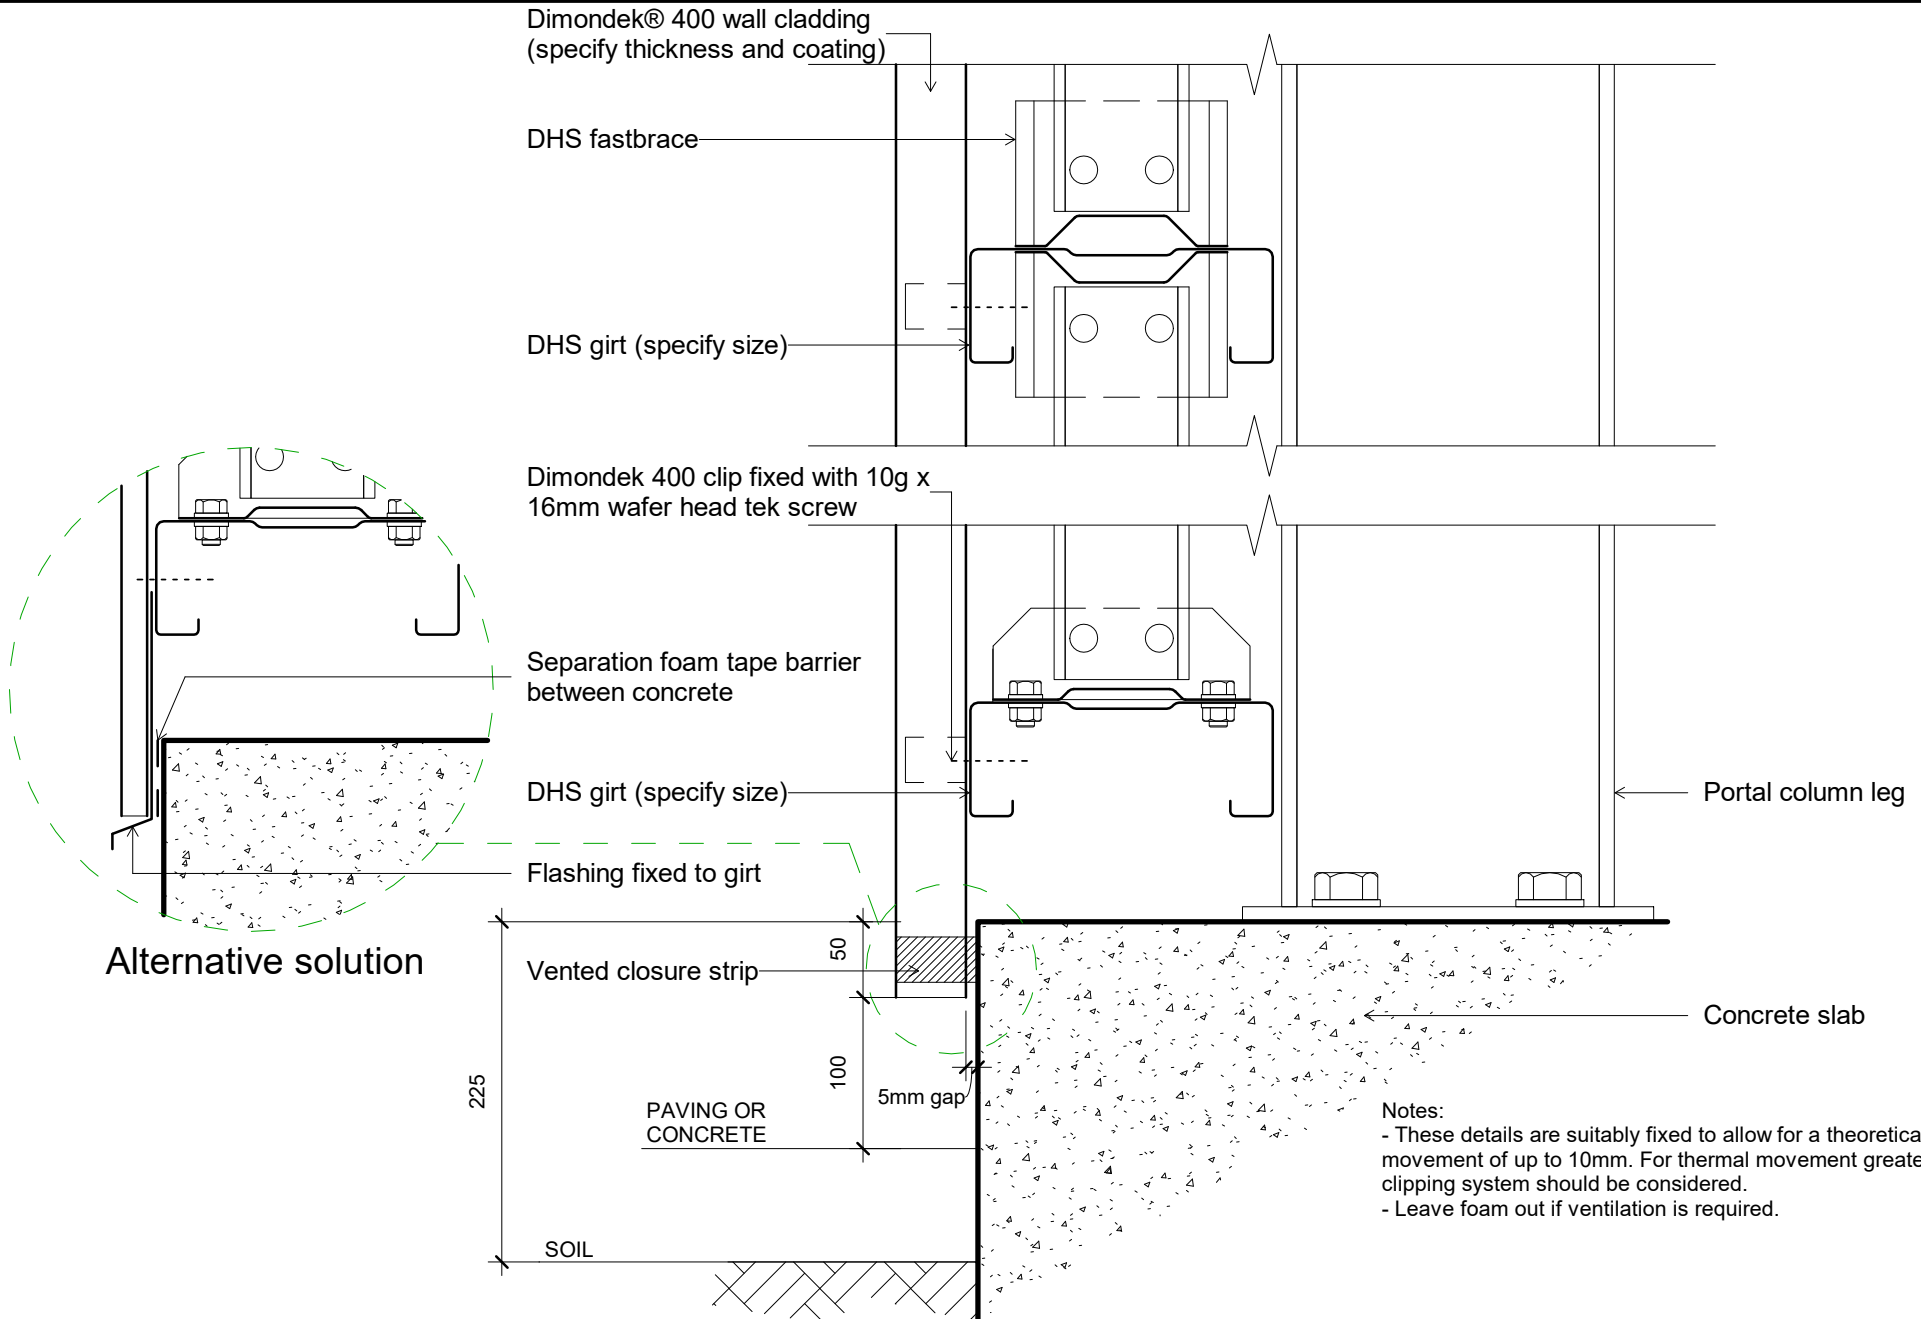 Dimondek® 400 wall cladding
(specify thickness and coating)
DHS fastbrace
DHS girt (specify size)
Dimondek 400 clip fixed with 10g x
16mm wafer head tek screw
Separation foam tape barrier
between concrete
DHS girt (specify size)
Portal column leg
Flashing fixed to girt
Alternative solution
50
Vented closure strip
Concrete slab
225
100
5mm gap
PAVING OR
CONCRETE
Notes:
- These details are suitably fixed to allow for a theoretica
movement of up to 10mm. For thermal movement greate
clipping system should be considered.
- Leave foam out if ventilation is required.
SOIL